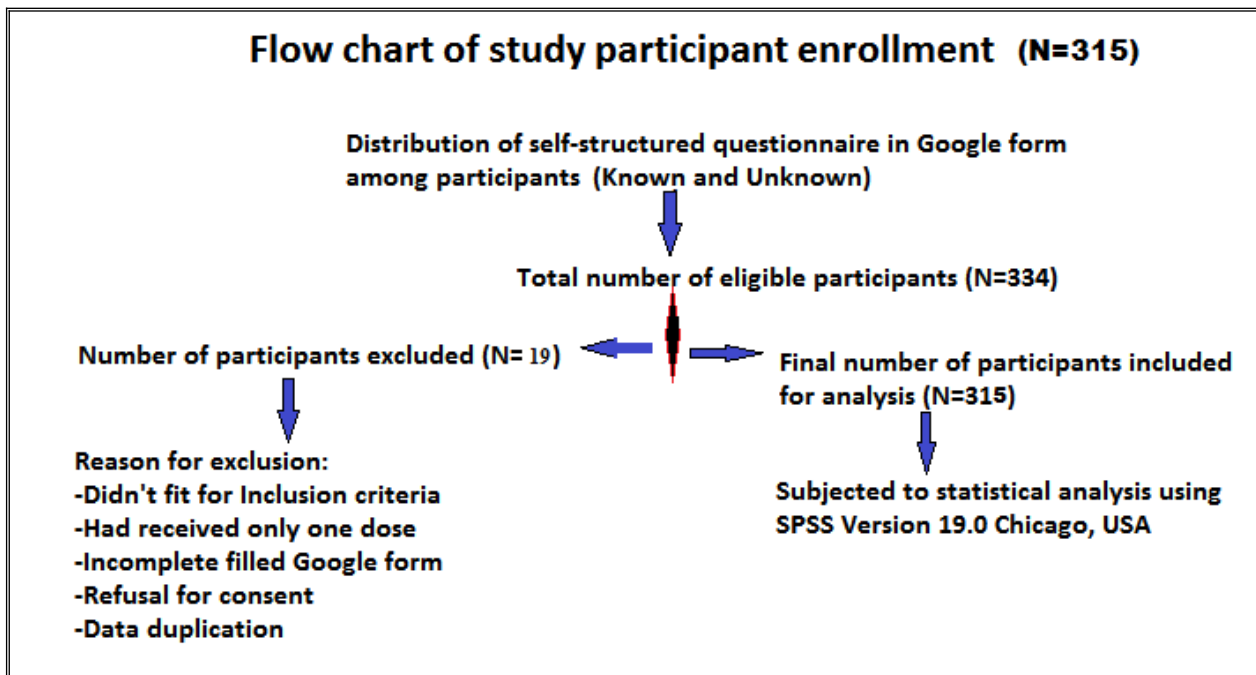 Flow chart of study participant enrollment (N=315)
Distribution of self-structured questionnaire in Google form
among participants (Known and Unknown)
Total number of eligible participants (N=334)
Number of participants excluded (N= 19)
Final number of participants included
for analysis (N=315)
Reason for exclusion:
-Didn't fit for Inclusion criteria
-Had received only one dose
-Incomplete filled Google form
-Refusal for consent
-Data duplication
Subjected to statistical analysis using
SPSS Version 19.0 Chicago, USA